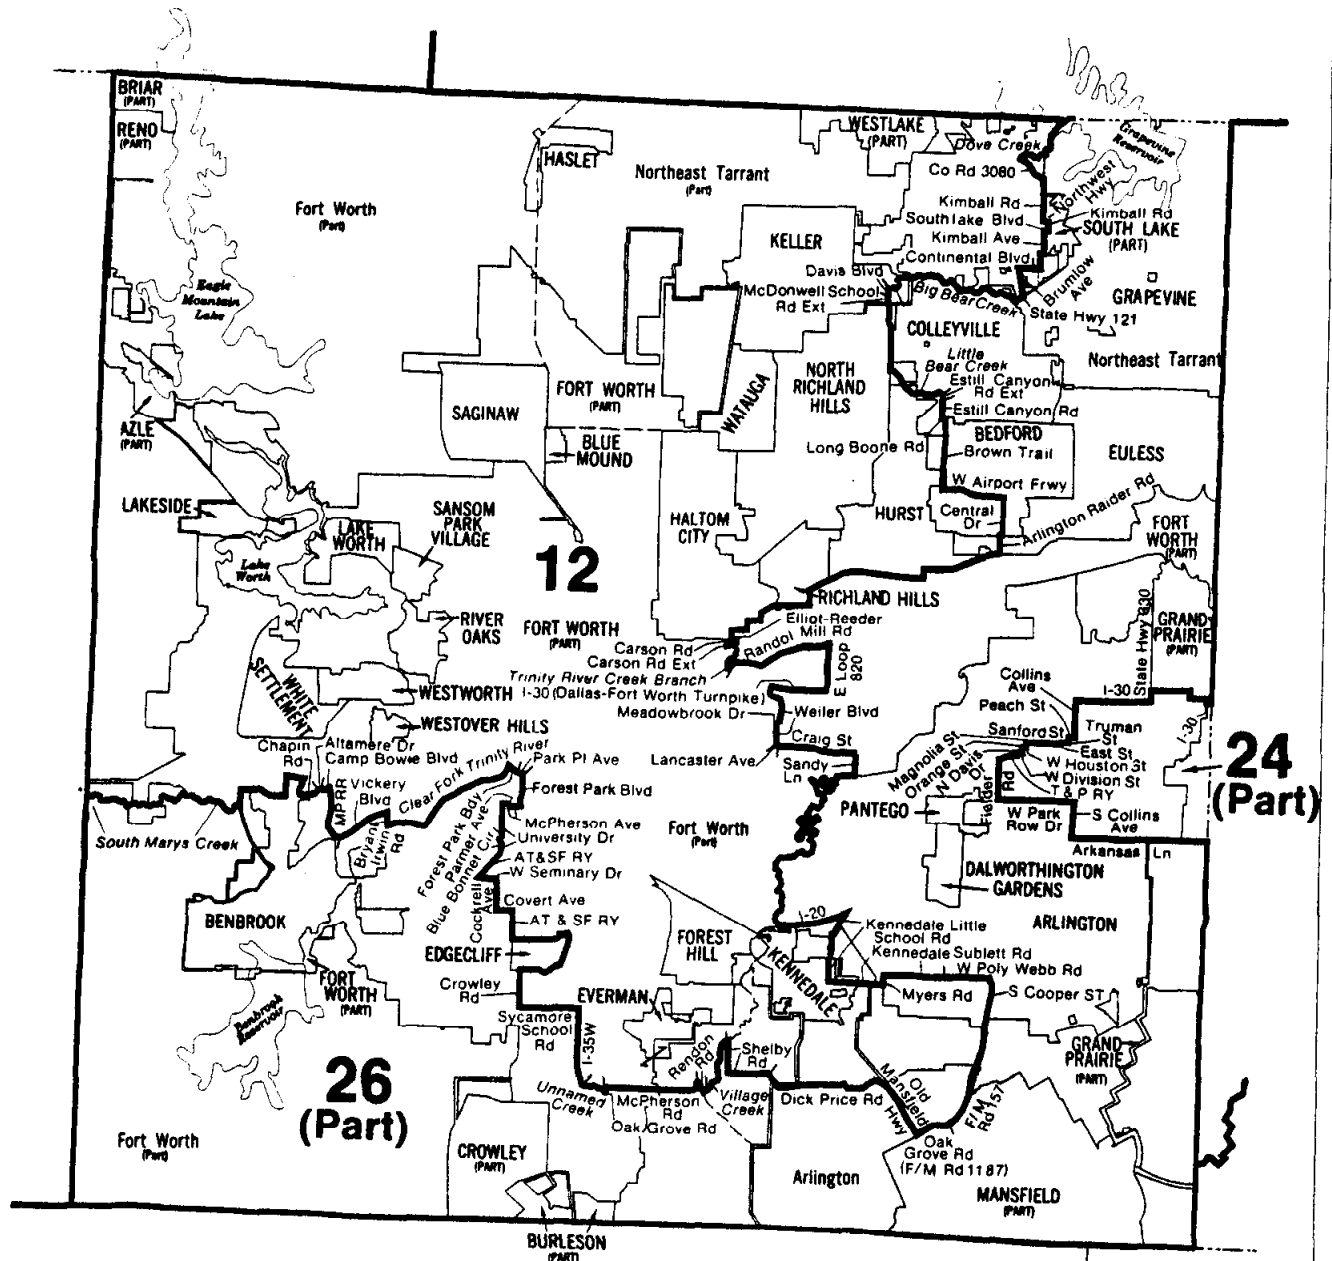 BRIAR
(PART)
RENO
(PART)
HASLET
WESTLAKE
(PART)
Dove Creek
Grapevine
Reservoir
Co Rd 3080
Northeast Tarrant
(Part)
Northwest
Hwy
Fort Worth
(Part)
Kimball Rd
Southlake Blvd
Kimball Rd
SOUTH LAKE
(PART)
KELLER
Kimball Ave
Continental Blvd
Davis Blvd
Brumlow
Ave
Eagle
Mountain
Lake
McDonwell School
Rd Ext
Big Bear Creek
GRAPEVINE
State Hwy 121
COLLEYVILLE
Little
Bear Creek
Northeast Tarrant
NORTH
RICHLAND
HILLS
Estill Canyon
Rd Ext
FORT WORTH
(PART)
WATAUGA
SAGINAW
Estill Canyon Rd
AZLE
(PART)
BLUE
MOUND
BEDFORD
Long Boone Rd
Brown Trail
EULESS
W Airport Frwy
LAKESIDE
SANSOM
PARK
VILLAGE
LAKE
WORTH
HALTOM
CITY
HURST
Central
Dr
Arlington Raider Rd
FORT
WORTH
(PART)
12
Lake
Worth
RICHLAND HILLS
RIVER
OAKS
FORT WORTH
(PART)
Elliot-Reeder
Mill Rd
Randol
Carson Rd
Carson Rd Ext
Trinity River Creek Branch
E Loop
820
State Hwy 330
GRAND
PRAIRIE
(PART)
WHITE
SETTLEMENT
WESTWORTH
I-30 (Dallas-Fort Worth Turnpike)
Collins
Ave
I-30
Peach St
Meadowbrook Dr
Weiler Blvd
WESTOVER HILLS
Craig St
Sanford St
Truman
St
I-30
Chapin
Rd
Altamere Dr
Camp Bowie Blvd
Clear Fork Trinity River
Park Pl Ave
Lancaster Ave
Sandy
Ln
Magnolia St
Orange St
N Davis
Dr
East St
W Houston St
W Division St
T & P RY
24
(Part)
MPRR
Vickery
Blvd
Forest Park Blvd
PANTEGO
Fielder
Rd
W Park
Row Dr
S Collins
Ave
South Marys Creek
Bryant
Irwin
Rd
Forest Park Bdy
Parmer Ave
Blue Bonnet Cir
McPherson Ave
University Dr
AT&SF RY
W Seminary Dr
Fort Worth
(Part)
Arkansas Ln
DALWORTHINGTON
GARDENS
Cockrell
Ave
Covert Ave
AT & SF RY
BENBROOK
I-20
Kennedale Little
School Rd
ARLINGTON
EDGECLIFF
FOREST
HILL
KENNEDALE
Kennedale Sublett Rd
W Poly Webb Rd
FORT
WORTH
(PART)
Crowley
Rd
EVERMAN
Myers Rd
S Cooper ST
Benbrook
Reservoir
Sycamore
School
Rd
I-35W
Rendon
Rd
Shelby
Rd
GRAND
PRAIRIE
(PART)
26
(Part)
Unnamed
Creek
McPherson
Rd
Village
Creek
Dick Price Rd
Old
Mansfield
Hwy
F/M
Rd 157
Oak Grove Rd
Oak
Grove Rd
(F/M Rd 1187)
Fort Worth
(Part)
CROWLEY
(PART)
Arlington
MANSFIELD
(PART)
BURLESON
(PART)